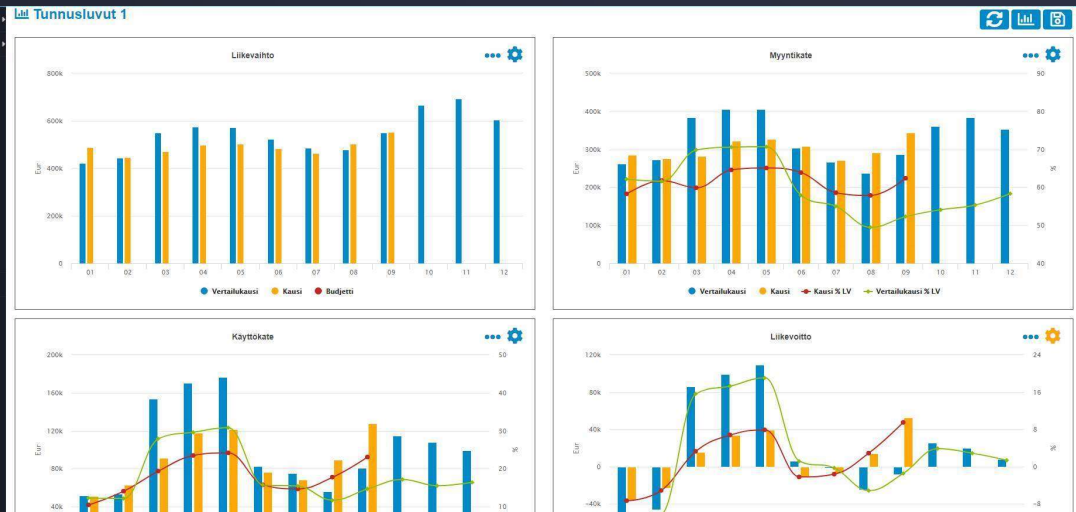 Tunnusluvut 1
Liikevaihto
800k
600k
400k
200k
0
Eur
01 02 03 04 05 06 07 08 09 10 11 12
Vertailukausi Kausi Budjetti
Myyntikate
500k 90
400k 80
300k 70
200k 60
100k 50
0 40
Eur %
01 02 03 04 05 06 07 08 09 10 11 12
Vertailukausi Kausi Kausi % LV Vertailukausi % LV
Käyttökate
200k 50
160k 40
120k 30
80k 20
40k 10
Eur %
Liikevoitto
120k 24
80k 16
40k 8
0 0
-40k -8
Eur %